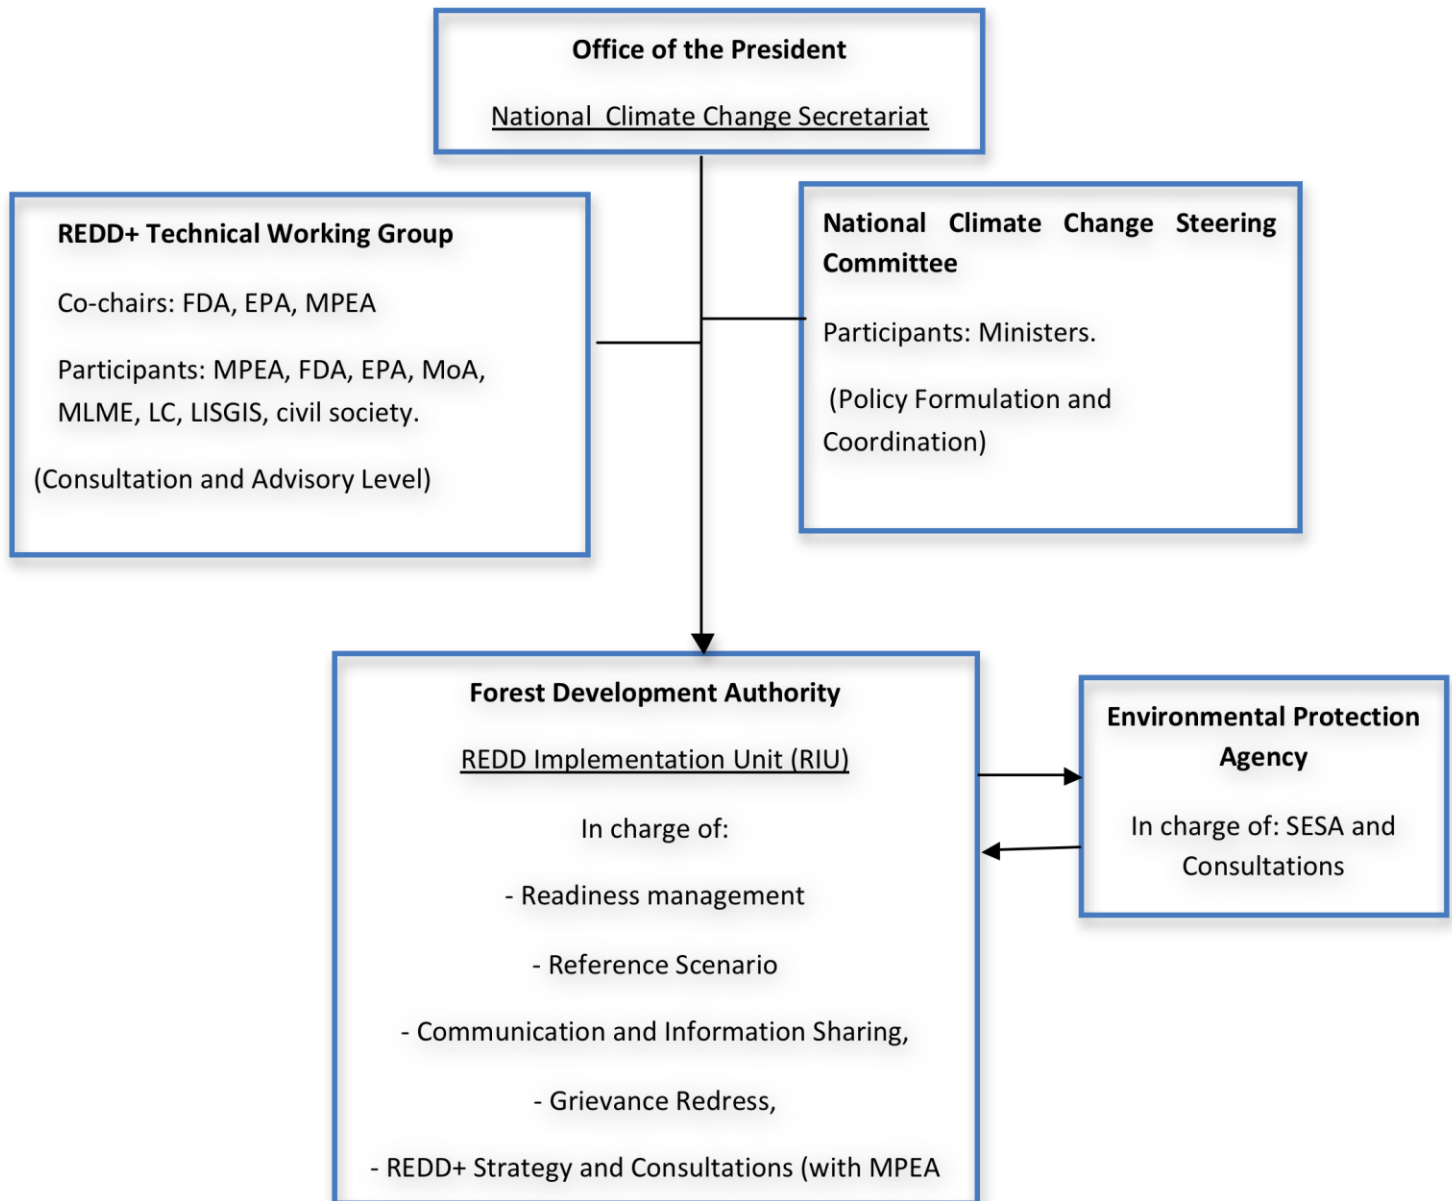 Office of the President
National Climate Change Secretariat
REDD+ Technical Working Group
Co-chairs: FDA, EPA, MPEA
Participants: MPEA, FDA, EPA, MoA,
MLME, LC, LISGIS, civil society.
(Consultation and Advisory Level)
National Climate Change Steering
Committee
Participants: Ministers.
(Policy Formulation and
Coordination)
Forest Development Authority
REDD Implementation Unit (RIU)
In charge of:
- Readiness management
- Reference Scenario
- Communication and Information Sharing,
- Grievance Redress,
- REDD+ Strategy and Consultations (with MPEA
Environmental Protection
Agency
In charge of: SESA and
Consultations